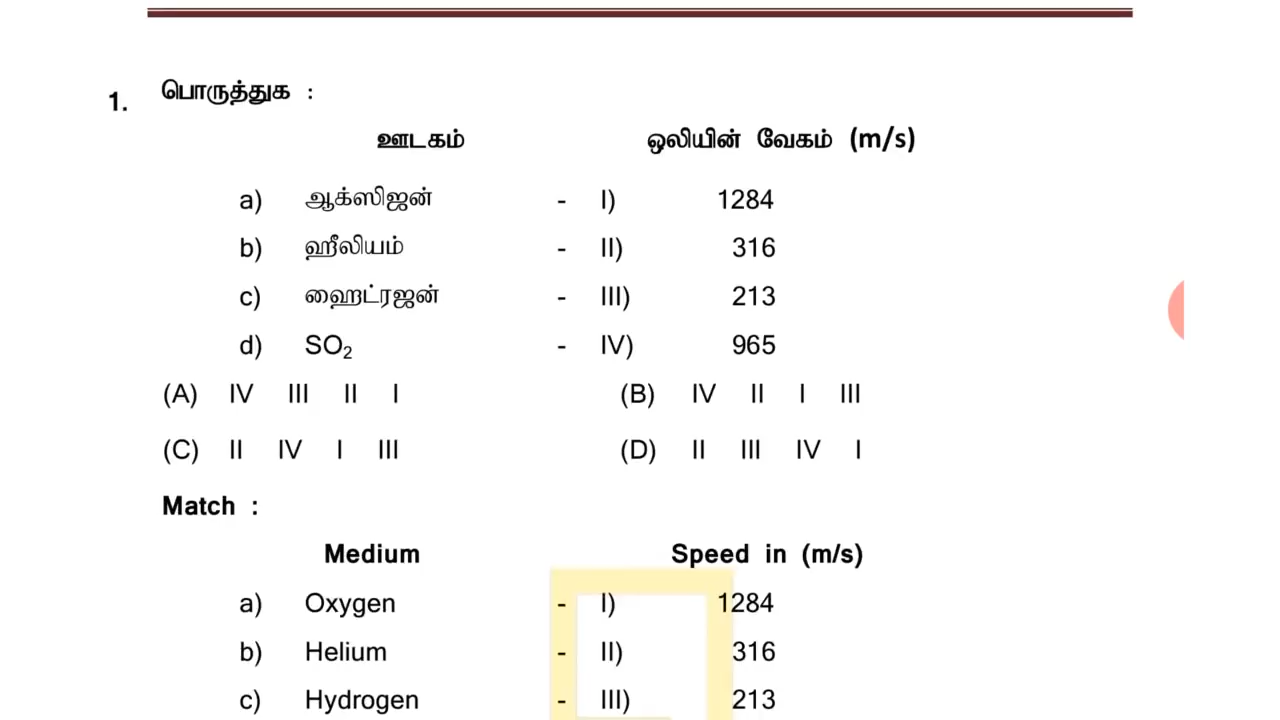 1. பொருத்துக :
ஊடகம் ஒலியின் வேகம் (m/s)
a) ஆக்ஸிஜன் - I) 1284
b) ஹீலியம் - II) 316
c) ஹைட்ரஜன் - III) 213
d) SO₂ - IV) 965
(A) IV III II I (B) IV II I III
(C) II IV I III (D) II III IV I
Match :
Medium Speed in (m/s)
a) Oxygen - I) 1284
b) Helium - II) 316
c) Hydrogen - III) 213